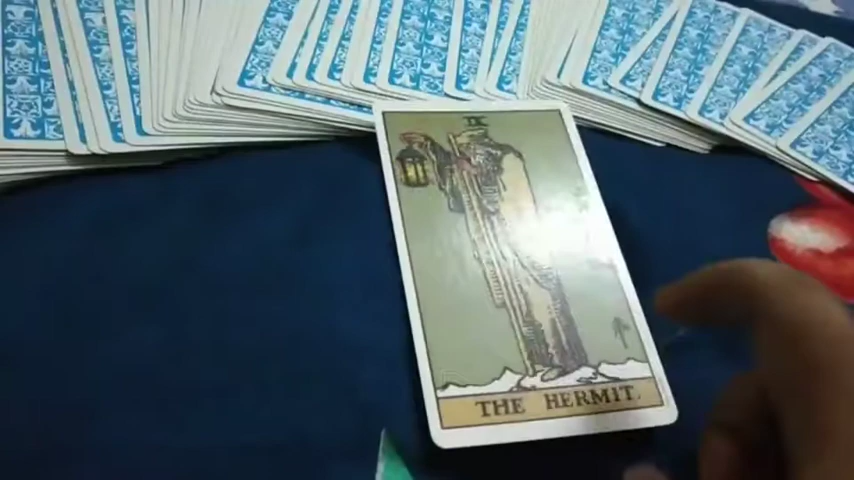 IX
THE HERMIT.